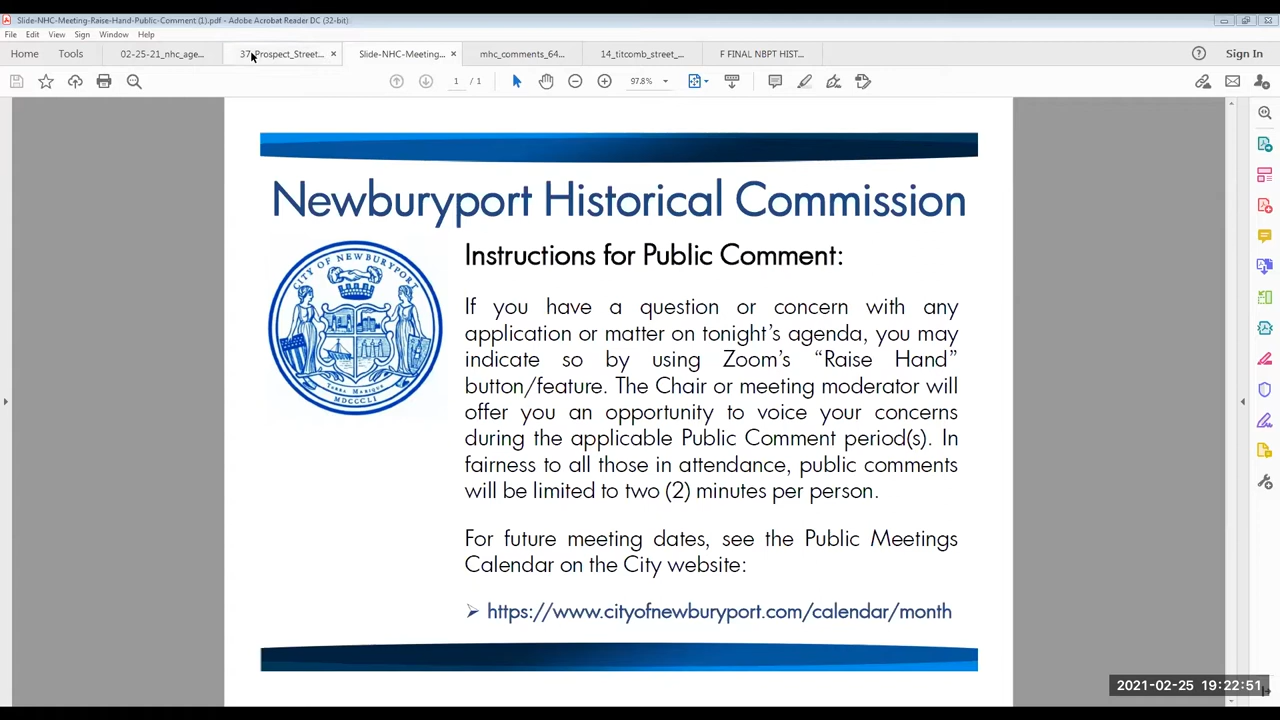 Slide-NHC-Meeting-Raise-Hand-Public-Comment (1).pdf - Adobe Acrobat Reader DC (32-bit)
File Edit View Sign Window Help
Home Tools 02-25-21_nhc_age... 37_Prospect_Street... × Slide-NHC-Meeting... × mhc_comments_64... 14_titcomb_street_... F FINAL NBPT HIST... Sign In
1 / 1 97.8%
Newburyport Historical Commission
CITY OF NEWBURYPORT
TERRA MARIQUE
MDCCCLI
Instructions for Public Comment:
If you have a question or concern with any
application or matter on tonight's agenda, you may
indicate so by using Zoom's “Raise Hand”
button/feature. The Chair or meeting moderator will
offer you an opportunity to voice your concerns
during the applicable Public Comment period(s). In
fairness to all those in attendance, public comments
will be limited to two (2) minutes per person.
For future meeting dates, see the Public Meetings
Calendar on the City website:
➢ https://www.cityofnewburyport.com/calendar/month
2021-02-25 19:22:51